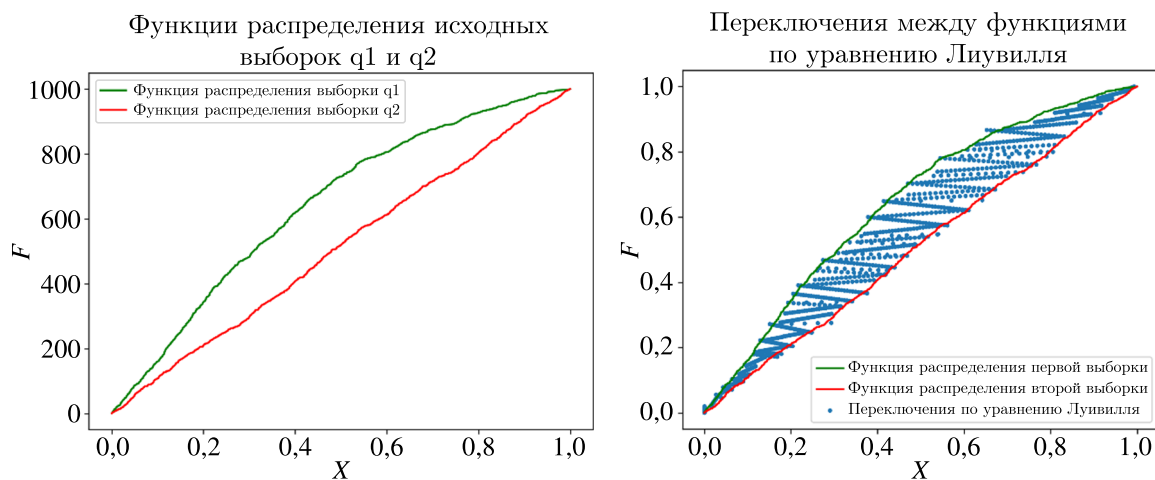 Функции распределения исходных
выборок q1 и q2
1000
800
600
400
200
0
F
Функция распределения выборки q1
Функция распределения выборки q2
0,0
0,2
0,4
0,6
0,8
1,0
X
Переключения между функциями
по уравнению Лиувилля
1,0
0,8
0,6
0,4
0,2
0,0
F
Функция распределения первой выборки
Функция распределения второй выборки
Переключения по уравнению Луивилля
0,0
0,2
0,4
0,6
0,8
1,0
X